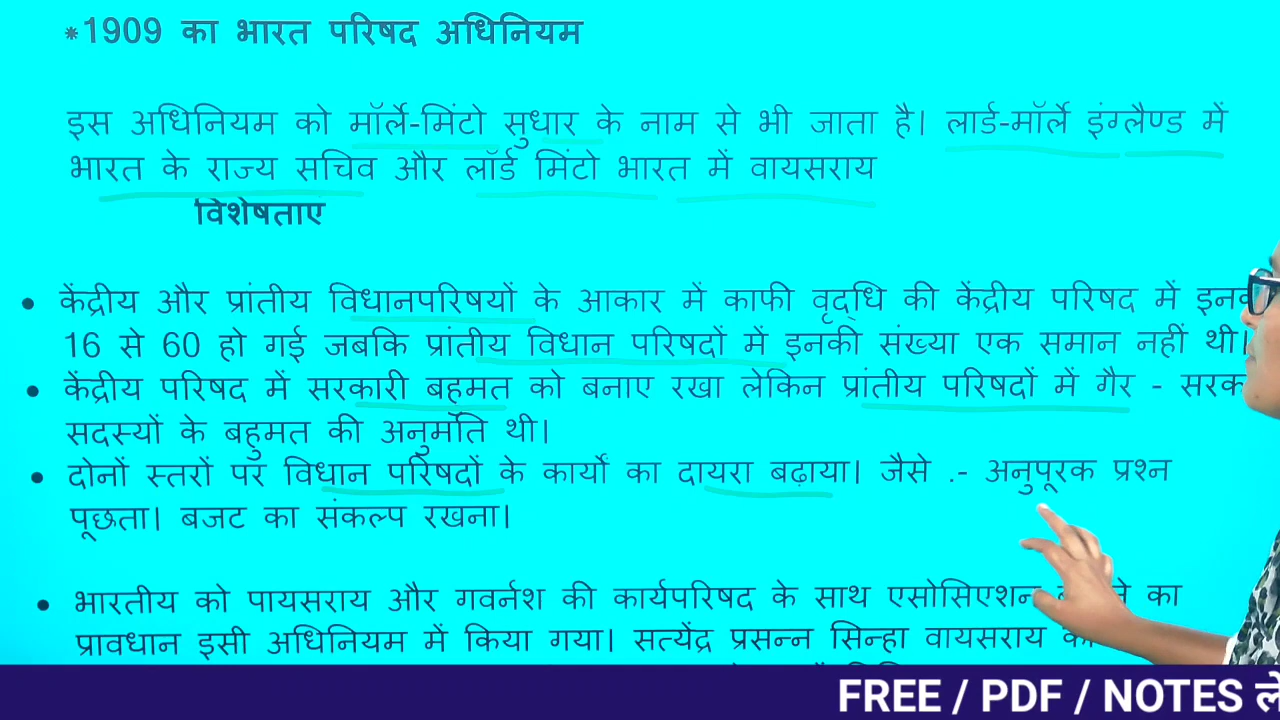 *1909 का भारत परिषद अधिनियम
इस अधिनियम को मॉर्ले-मिंटो सुधार के नाम से भी जाता है। लार्ड-मॉर्ले इंग्लैण्ड में
भारत के राज्य सचिव और लॉर्ड मिंटो भारत में वायसराय
विशेषताएं
• केंद्रीय और प्रांतीय विधानपरिषयों के आकार में काफी वृद्धि की केंद्रीय परिषद में
16 से 60 हो गई जबकि प्रांतीय विधान परिषदों में इनकी संख्या एक समान नहीं थी।
• केंद्रीय परिषद में सरकारी बहुमत को बनाए रखा लेकिन प्रांतीय परिषदों में गैर -
सदस्यों के बहुमत की अनुमति थी।
• दोनों स्तरों पर विधान परिषदों के कार्यों का दायरा बढ़ाया। जैसे .- अनुपूरक प्रश्न
पूछता। बजट का संकल्प रखना।
• भारतीय को पायसराय और गवर्नश की कार्यपरिषद के साथ एसोसिएशन का
प्रावधान इसी अधिनियम में किया गया। सत्येंद्र प्रसन्न सिन्हा वायसराय
FREE / PDF / NOTES ले